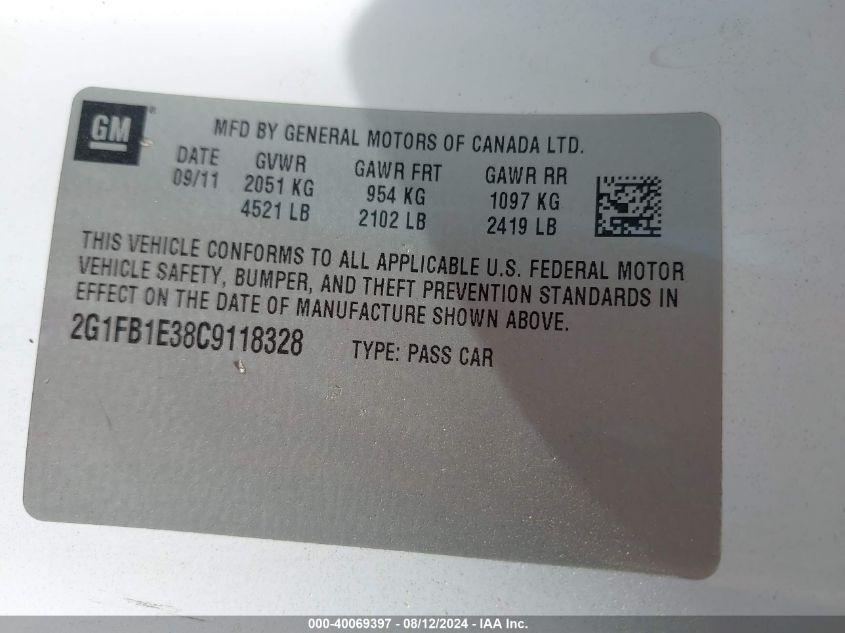 GM
MFD BY GENERAL MOTORS OF CANADA LTD.
DATE GVWR GAWR FRT GAWR RR
09/11 2051 KG 954 KG 1097 KG
4521 LB 2102 LB 2419 LB
THIS VEHICLE CONFORMS TO ALL APPLICABLE U.S. FEDERAL MOTOR
VEHICLE SAFETY, BUMPER, AND THEFT PREVENTION STANDARDS IN
EFFECT ON THE DATE OF MANUFACTURE SHOWN ABOVE.
2G1FB1E38C9118328 TYPE: PASS CAR
000-40069397 - 08/12/2024 - IAA Inc.